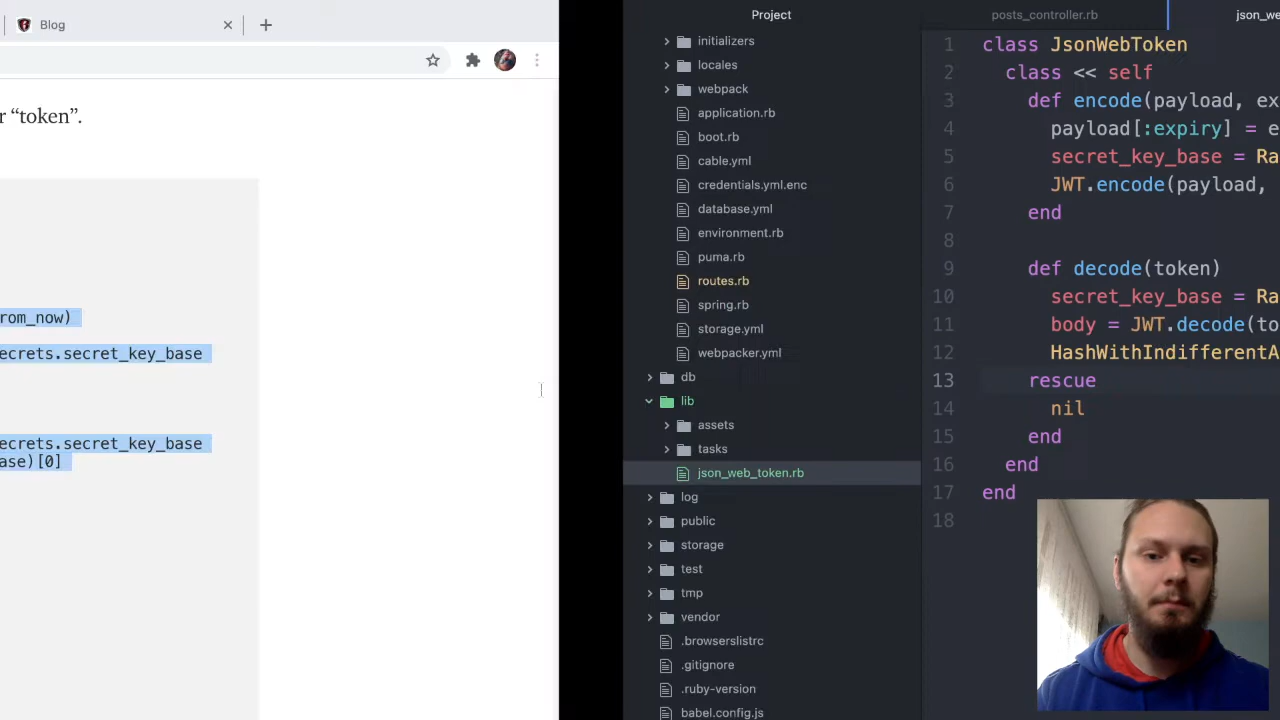 Blog
r “token”.
rom_now)
ecrets.secret_key_base
ecrets.secret_key_base
ase)[0]
Project
initializers
locales
webpack
application.rb
boot.rb
cable.yml
credentials.yml.enc
database.yml
environment.rb
puma.rb
routes.rb
spring.rb
storage.yml
webpacker.yml
db
lib
assets
tasks
json_web_token.rb
log
public
storage
test
tmp
vendor
.browserslistrc
.gitignore
.ruby-version
babel.config.js
posts_controller.rb
json_we
1 class JsonWebToken
2 class << self
3 def encode(payload, ex
4 payload[:expiry] = e
5 secret_key_base = Ra
6 JWT.encode(payload,
7 end
8
9 def decode(token)
10 secret_key_base = Ra
11 body = JWT.decode(to
12 HashWithIndifferentA
13 rescue
14 nil
15 end
16 end
17 end
18